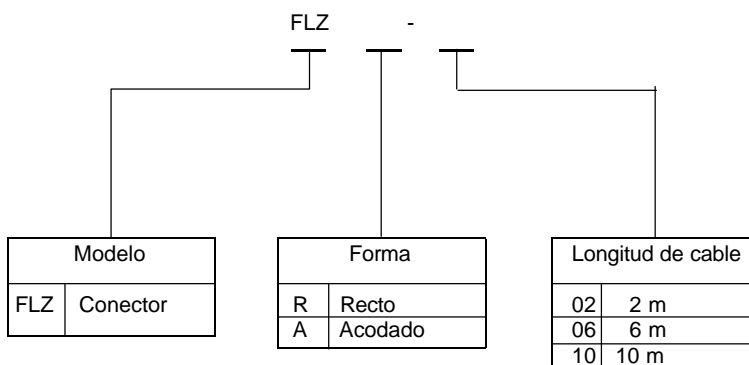 FLZ -
Modelo
FLZ Conector
Forma
R Recto
A Acodado
Longitud de cable
02 2 m
06 6 m
10 10 m